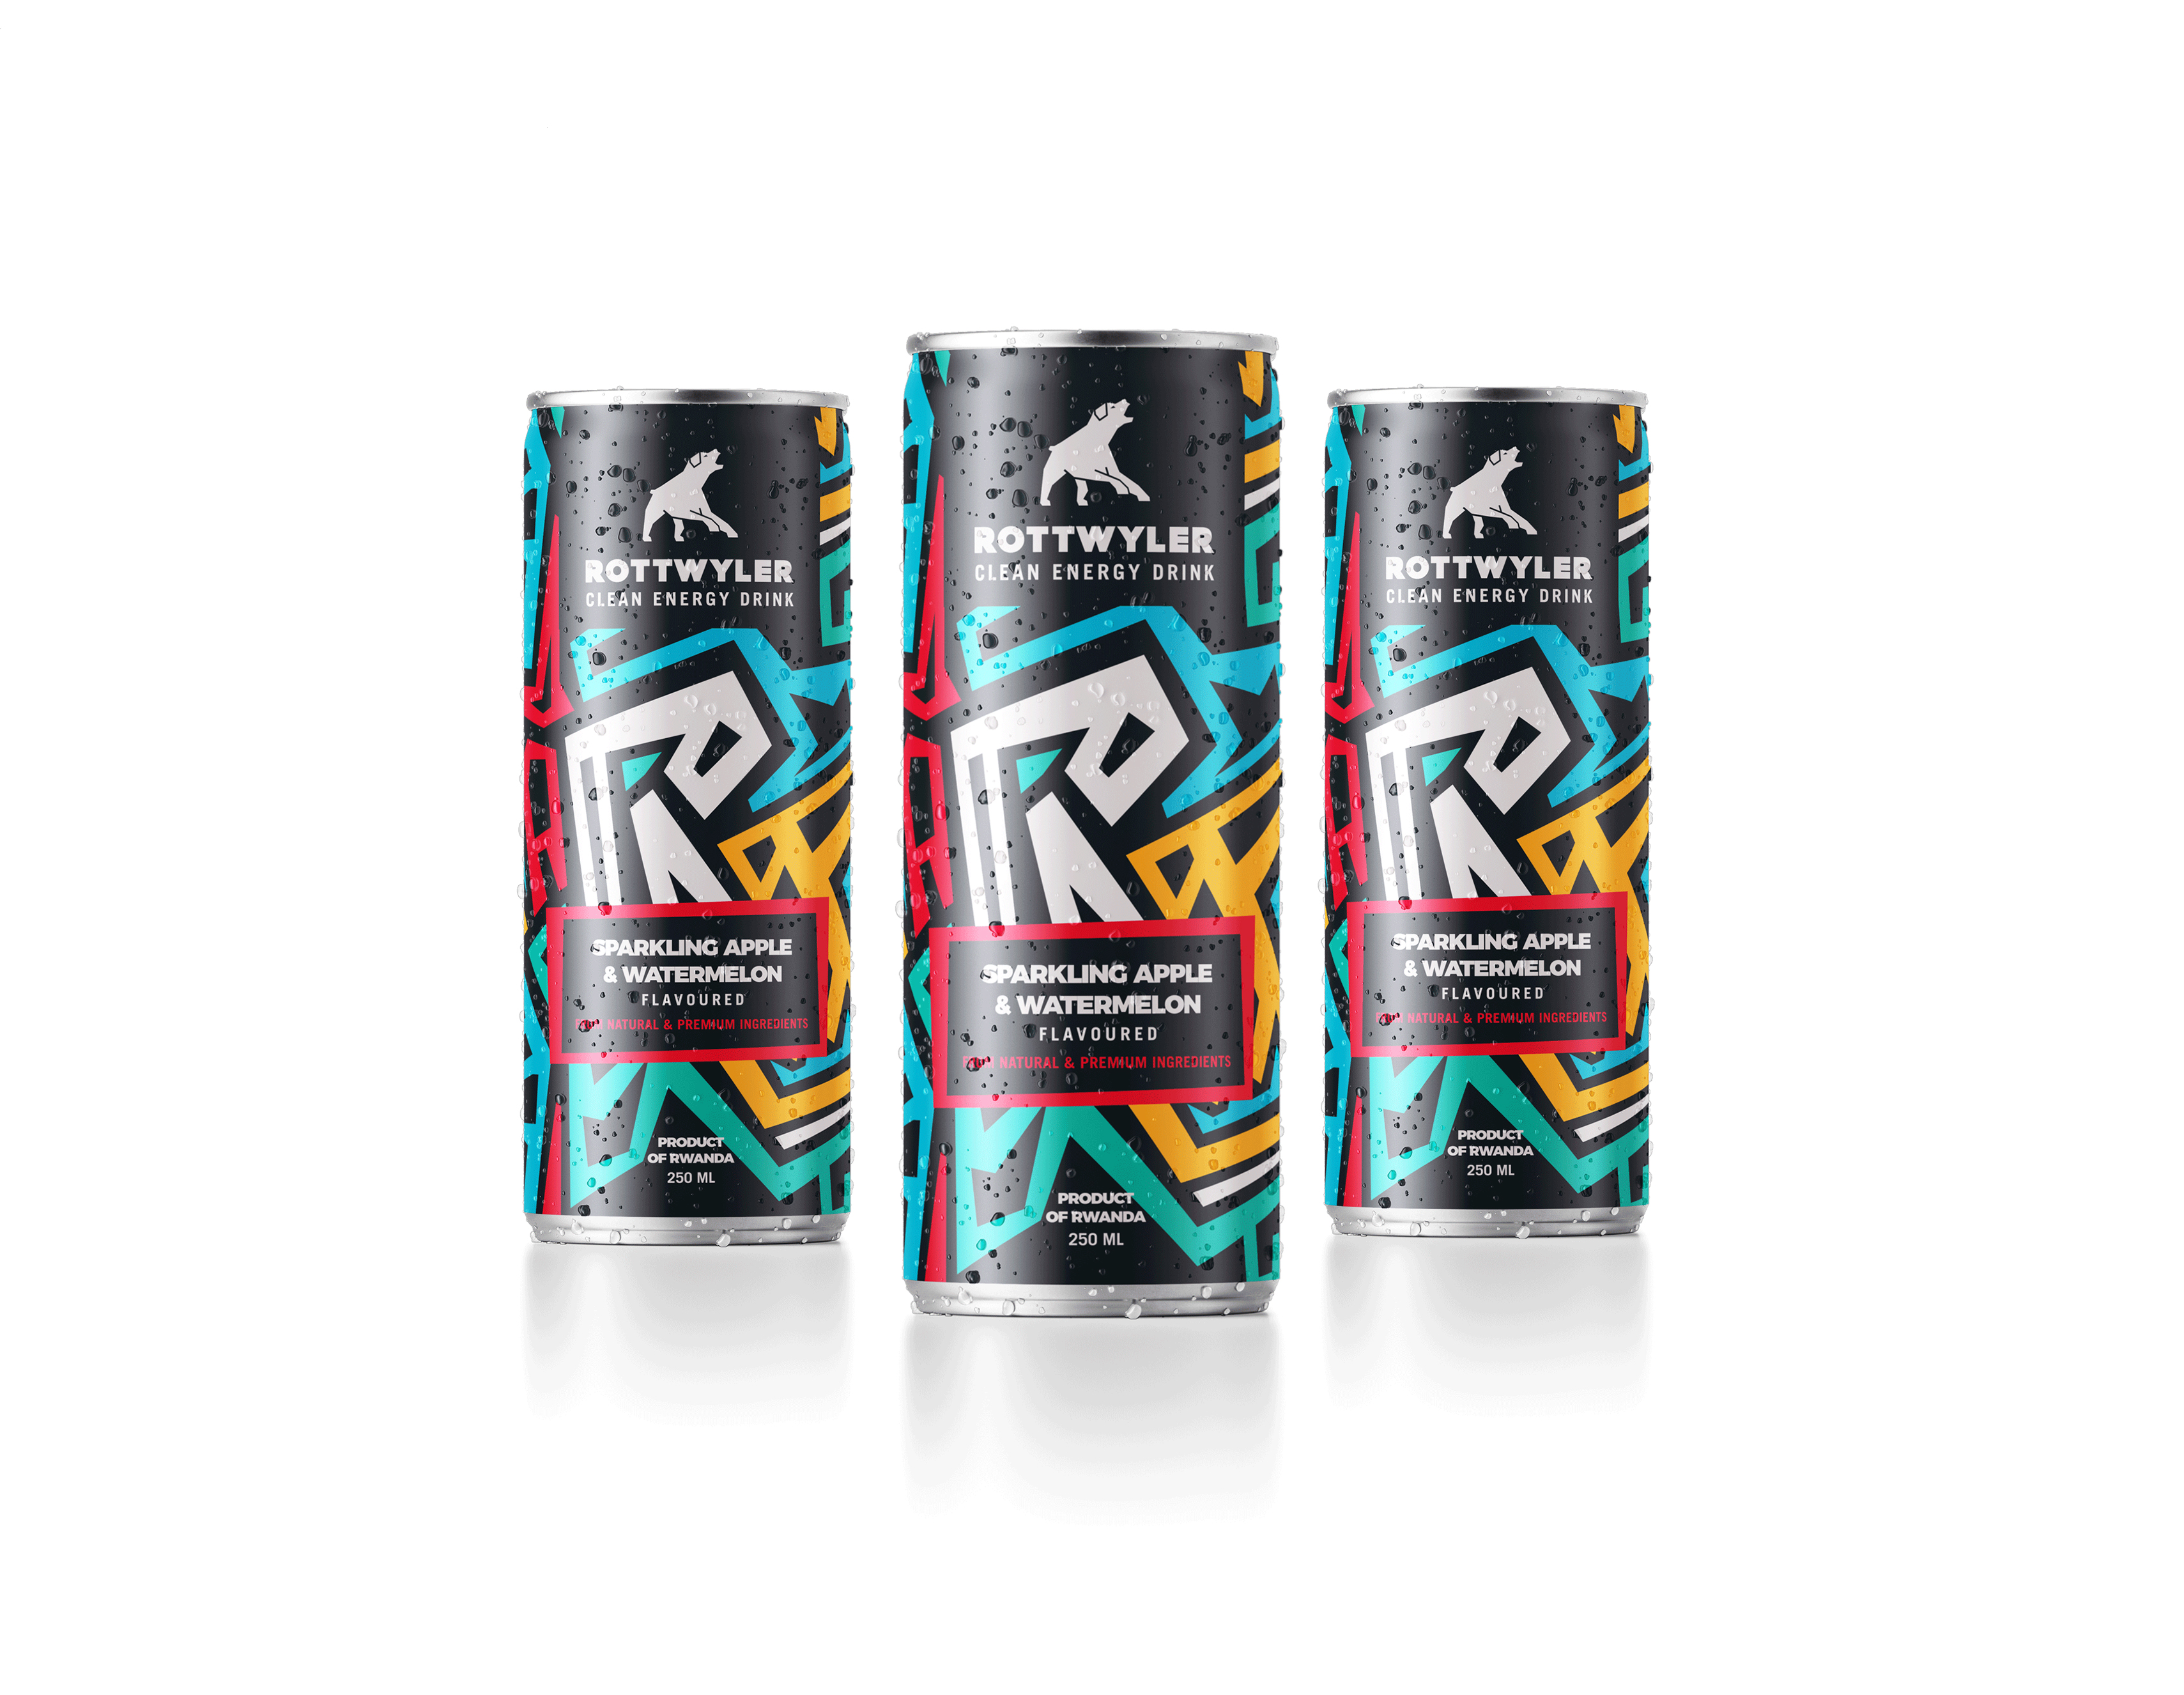 ROTTWYLER
CLEAN ENERGY DRINK
R
SPARKLING APPLE
& WATERMELON
FLAVOURED
NATURAL & PREMIUM INGREDIENTS
PRODUCT
OF RWANDA
250 ML
ROTTWYLER
CLEAN ENERGY DRINK
R
SPARKLING APPLE
& WATERMELON
FLAVOURED
NATURAL & PREMIUM INGREDIENTS
PRODUCT
OF RWANDA
250 ML
ROTTWYLER
CLEAN ENERGY DRINK
R
SPARKLING APPLE
& WATERMELON
FLAVOURED
NATURAL & PREMIUM INGREDIENTS
PRODUCT
OF RWANDA
250 ML